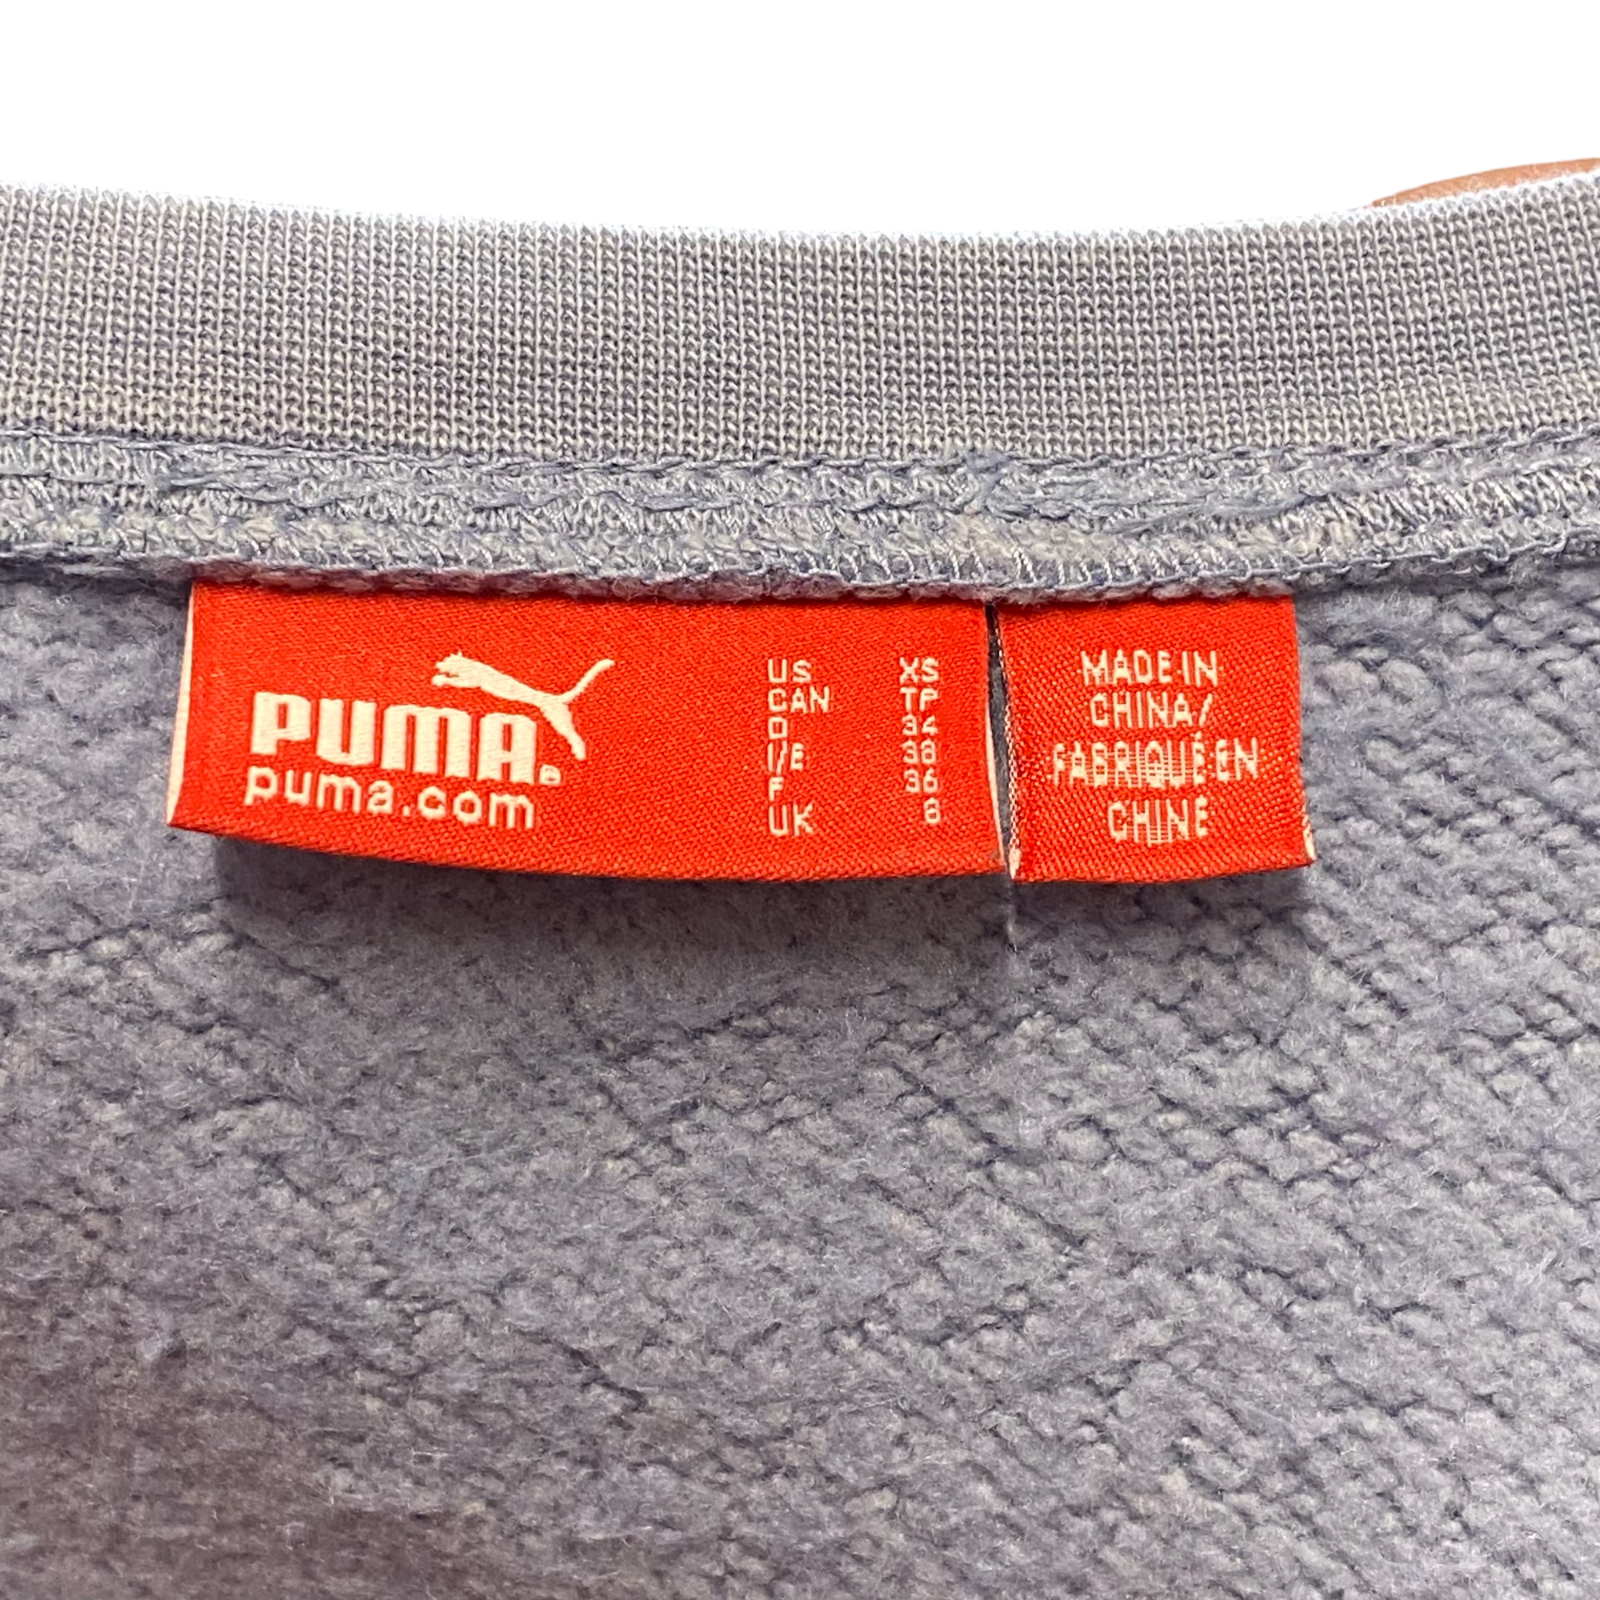 PUMA®
puma.com
US XS
CAN TP
D 34
I/E 38
F 36
UK 8
MADE IN
CHINA/
FABRIQUÉ EN
CHINE